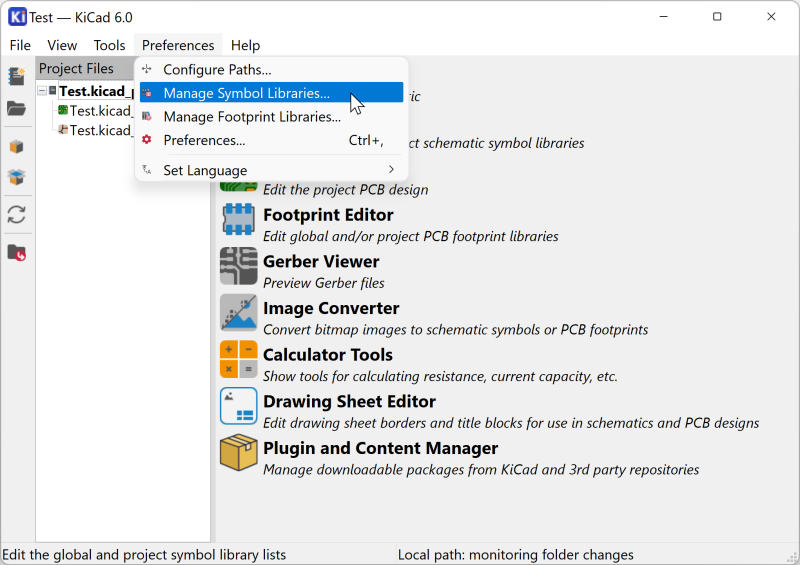 Ki Test — KiCad 6.0
File View Tools Preferences Help
Project Files
Test.kicad_
Test.kicad_
Test.kicad_
Configure Paths...
Manage Symbol Libraries...
Manage Footprint Libraries...
Preferences... Ctrl+,
Set Language
ic
ct schematic symbol libraries
Edit the project PCB design
Footprint Editor
Edit global and/or project PCB footprint libraries
Gerber Viewer
Preview Gerber files
Image Converter
Convert bitmap images to schematic symbols or PCB footprints
Calculator Tools
Show tools for calculating resistance, current capacity, etc.
Drawing Sheet Editor
Edit drawing sheet borders and title blocks for use in schematics and PCB designs
Plugin and Content Manager
Manage downloadable packages from KiCad and 3rd party repositories
Edit the global and project symbol library lists Local path: monitoring folder changes